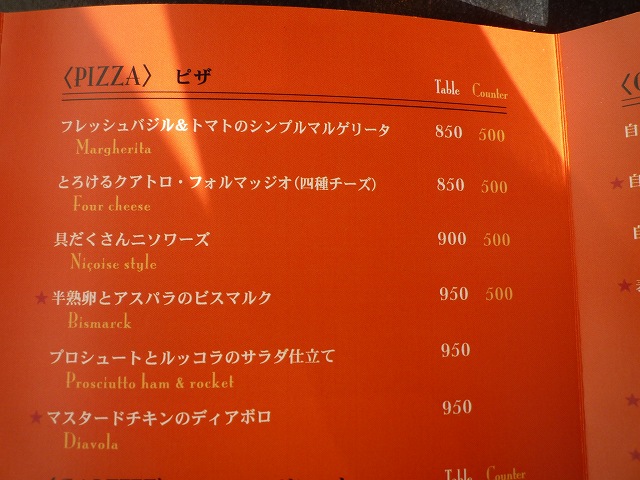 〈PIZZA〉 ピザ Table Counter
フレッシュバジル&トマトのシンプルマルゲリータ 850 500
Margherita
とろけるクアトロ・フォルマッジオ(四種チーズ) 850 500
Four cheese
具だくさんニソワーズ 900 500
Niçoise style
★半熟卵とアスパラのビスマルク 950 500
Bismarck
プロシュートとルッコラのサラダ仕立て 950
Prosciutto ham & rocket
★マスタードチキンのディアボロ 950
Diavola
Table Counter
自
★自
自
★
★